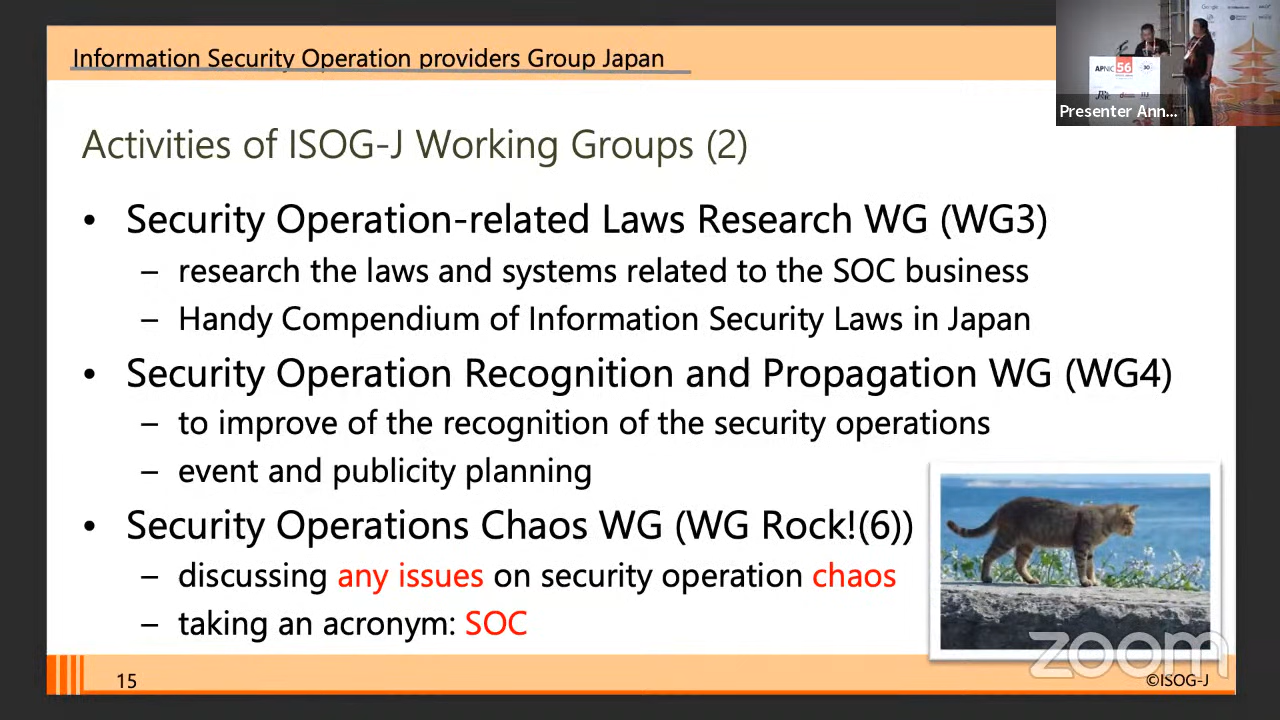 Information Security Operation providers Group Japan
Activities of ISOG-J Working Groups (2)
• Security Operation-related Laws Research WG (WG3)
– research the laws and systems related to the SOC business
– Handy Compendium of Information Security Laws in Japan
• Security Operation Recognition and Propagation WG (WG4)
– to improve of the recognition of the security operations
– event and publicity planning
• Security Operations Chaos WG (WG Rock!(6))
– discussing any issues on security operation chaos
– taking an acronym: SOC
15
©ISOG-J
zoom
APNIC 56
Presenter Ann...
Google